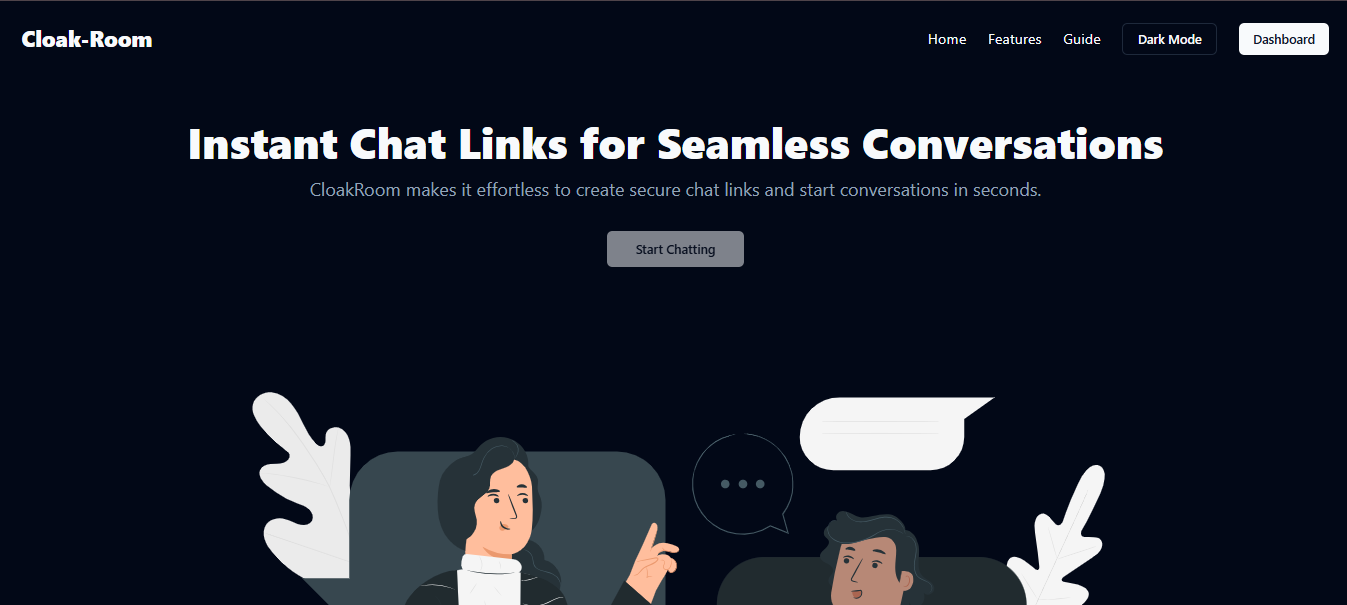 Cloak-Room
Home
Features
Guide
Dark Mode
Dashboard
Instant Chat Links for Seamless Conversations
CloakRoom makes it effortless to create secure chat links and start conversations in seconds.
Start Chatting